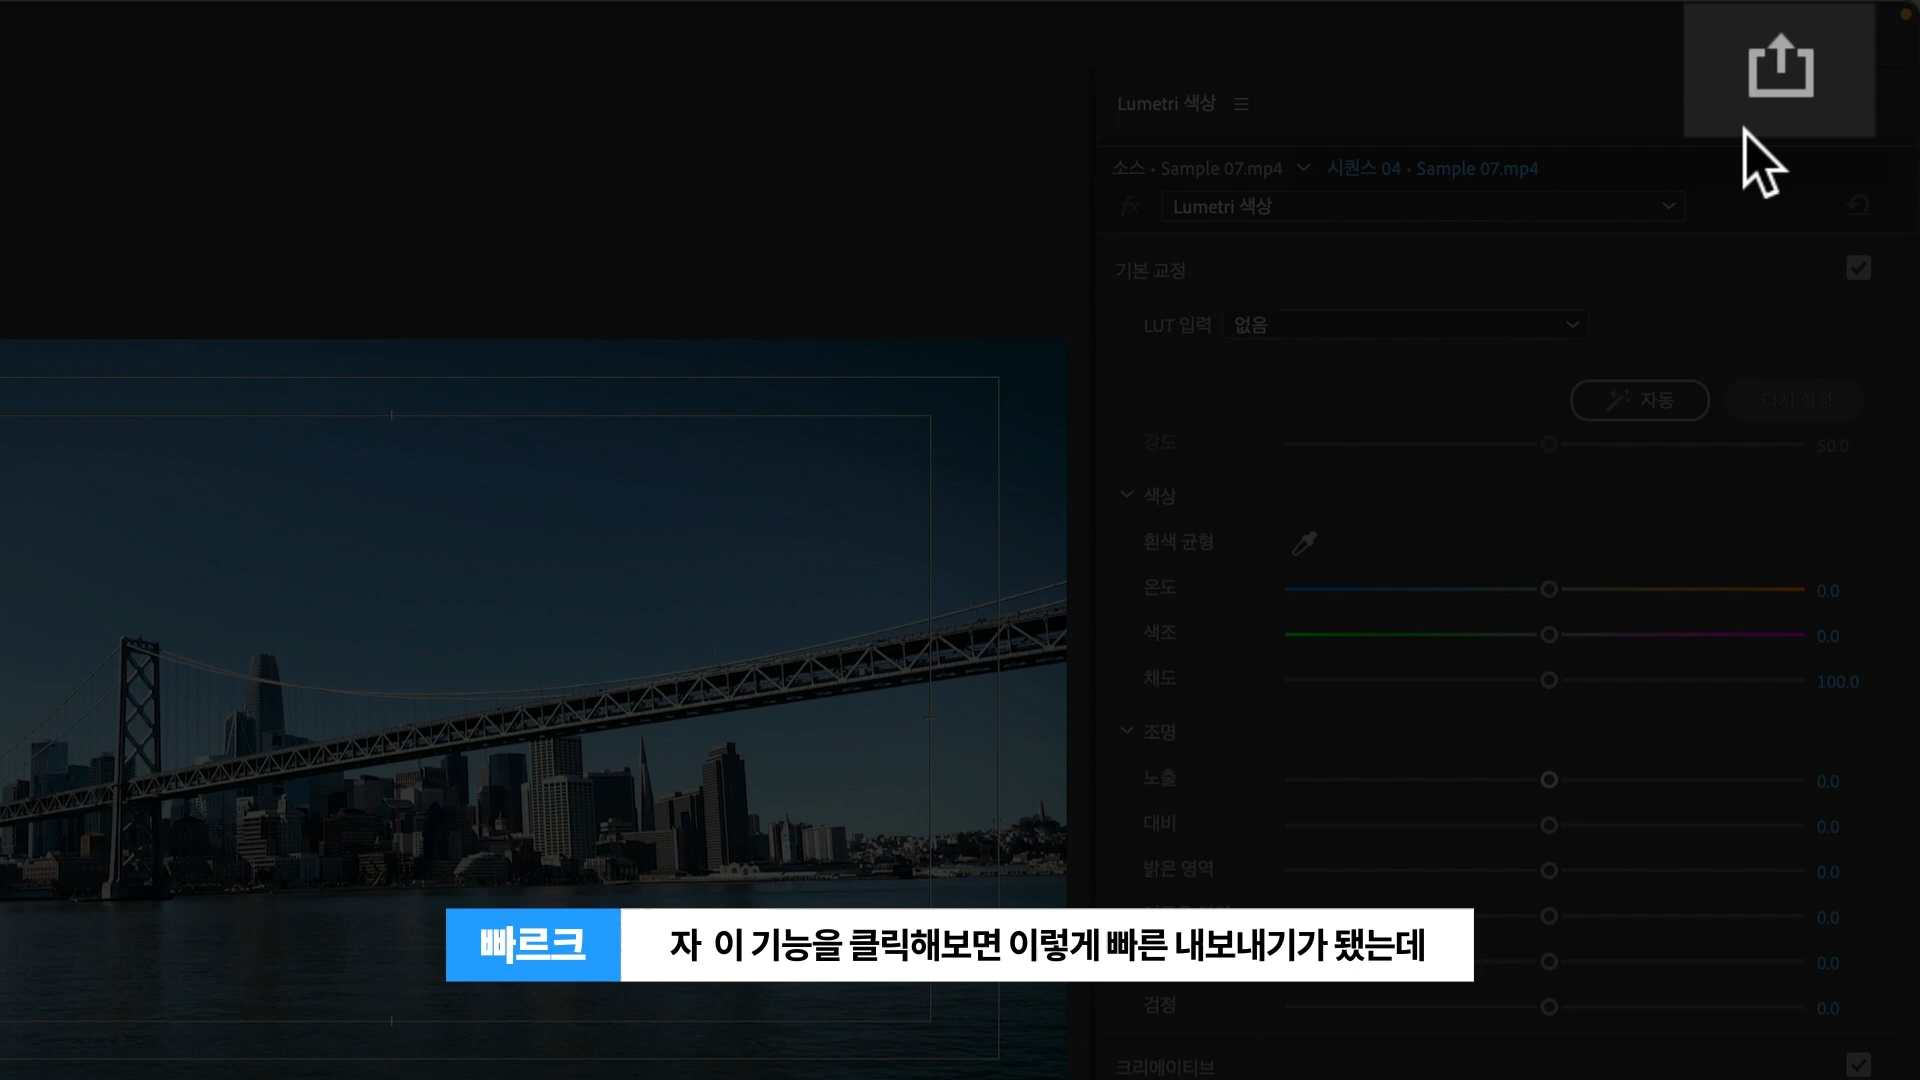 Lumetri 색상
소스 • Sample 07.mp4
시퀀스 04 • Sample 07.mp4
fx
Lumetri 색상
기본 교정
LUT 입력
없음
자동
다시 설정
강도
50.0
색상
흰색 균형
온도
0.0
색조
0.0
채도
100.0
조명
노출
0.0
대비
0.0
밝은 영역
0.0
0.0
빠르크
자 이 기능을 클릭해보면 이렇게 빠른 내보내기가 됐는데
0.0
검정
0.0
크리에이티브